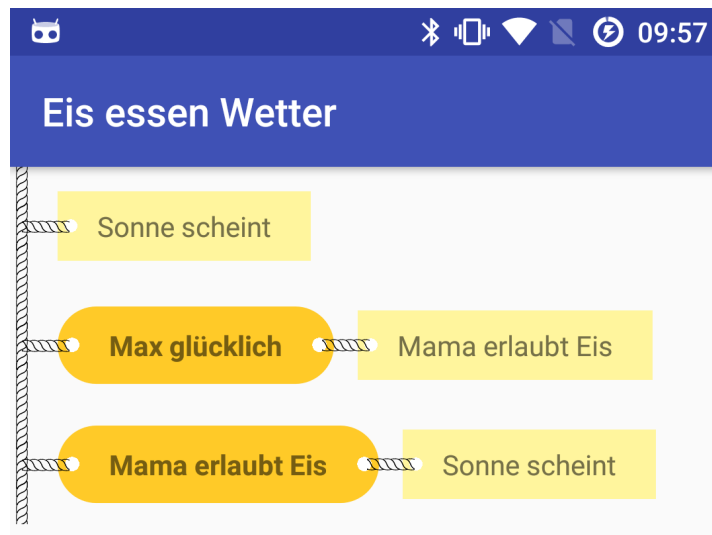 09:57
Eis essen Wetter
Sonne scheint
Max glücklich Mama erlaubt Eis
Mama erlaubt Eis Sonne scheint